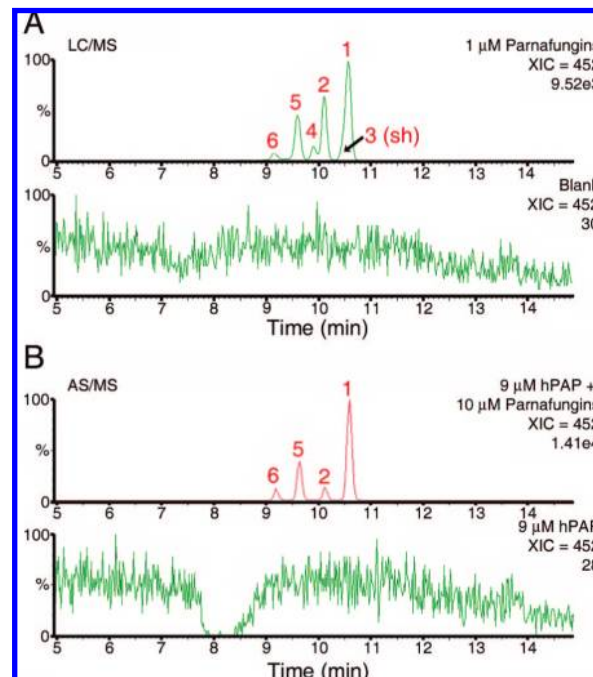 A
LC/MS
1 µM Parnafungins
XIC = 452
9.52e3
100
%
0
6 5 4 2 1
3 (sh)
5 6 7 8 9 10 11 12 13 14
Blank
XIC = 452
30
100
%
0
5 6 7 8 9 10 11 12 13 14
Time (min)
B
AS/MS
9 µM hPAP +
10 µM Parnafungins
XIC = 452
1.41e4
100
%
0
6 5 2 1
5 6 7 8 9 10 11 12 13 14
9 µM hPAP
XIC = 452
28
100
%
0
5 6 7 8 9 10 11 12 13 14
Time (min)